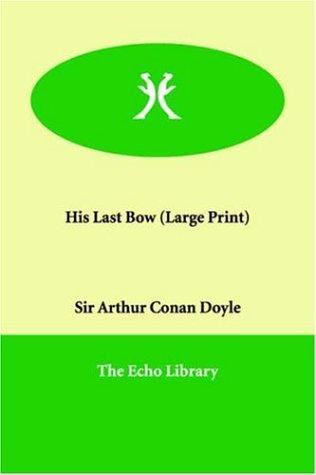 His Last Bow (Large Print)
Sir Arthur Conan Doyle
The Echo Library